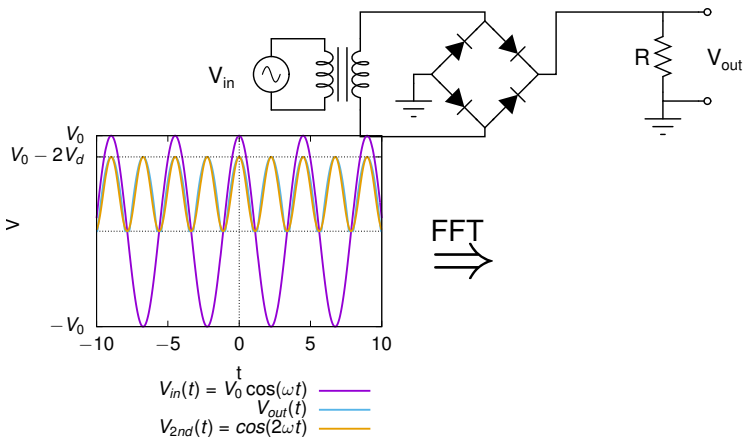 V_in
R
V_out
V_0
V_0 − 2V_d
−V_0
V
−10 −5 0 5 10
t
FFT
V_in(t) = V_0 cos(ωt)
V_out(t)
V_2nd(t) = cos(2ωt)